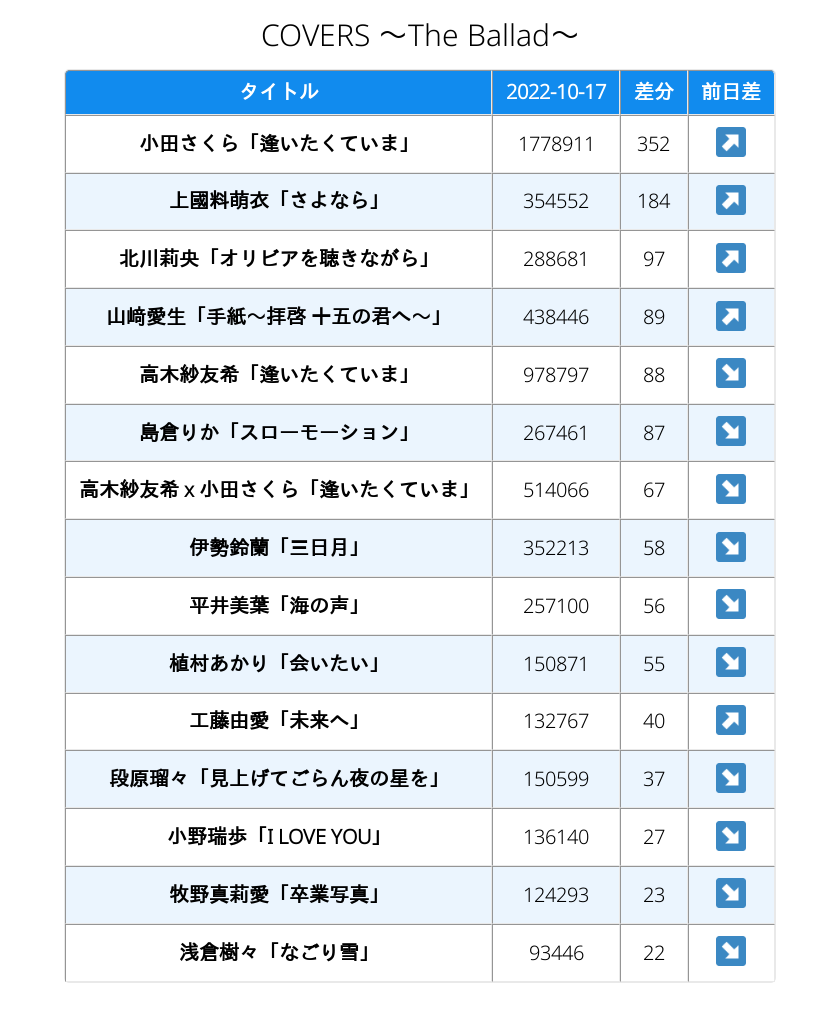 COVERS ～The Ballad～
タイトル 2022-10-17 差分 前日差
小田さくら「逢いたくていま」 1778911 352 ↗
上國料萌衣「さよなら」 354552 184 ↗
北川莉央「オリビアを聴きながら」 288681 97 ↗
山﨑愛生「手紙～拝啓 十五の君へ～」 438446 89 ↗
高木紗友希「逢いたくていま」 978797 88 ↘
島倉りか「スローモーション」 267461 87 ↘
高木紗友希 x 小田さくら「逢いたくていま」 514066 67 ↘
伊勢鈴蘭「三日月」 352213 58 ↘
平井美葉「海の声」 257100 56 ↘
植村あかり「会いたい」 150871 55 ↘
工藤由愛「未来へ」 132767 40 ↗
段原瑠々「見上げてごらん夜の星を」 150599 37 ↘
小野瑞歩「I LOVE YOU」 136140 27 ↘
牧野真莉愛「卒業写真」 124293 23 ↘
浅倉樹々「なごり雪」 93446 22 ↘